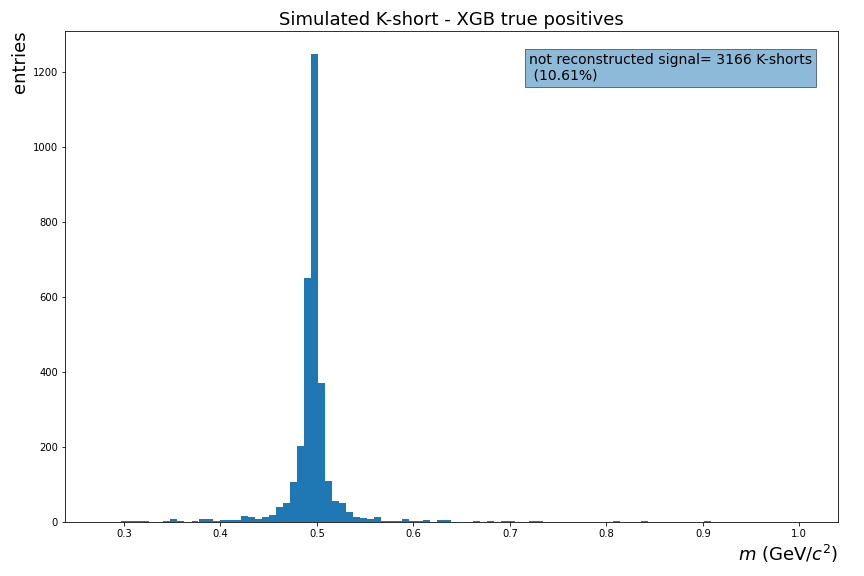 Simulated K-short - XGB true positives
entries
not reconstructed signal= 3166 K-shorts
(10.61%)
1200
1000
800
600
400
200
0
0.3 0.4 0.5 0.6 0.7 0.8 0.9 1.0
m (GeV/c²)